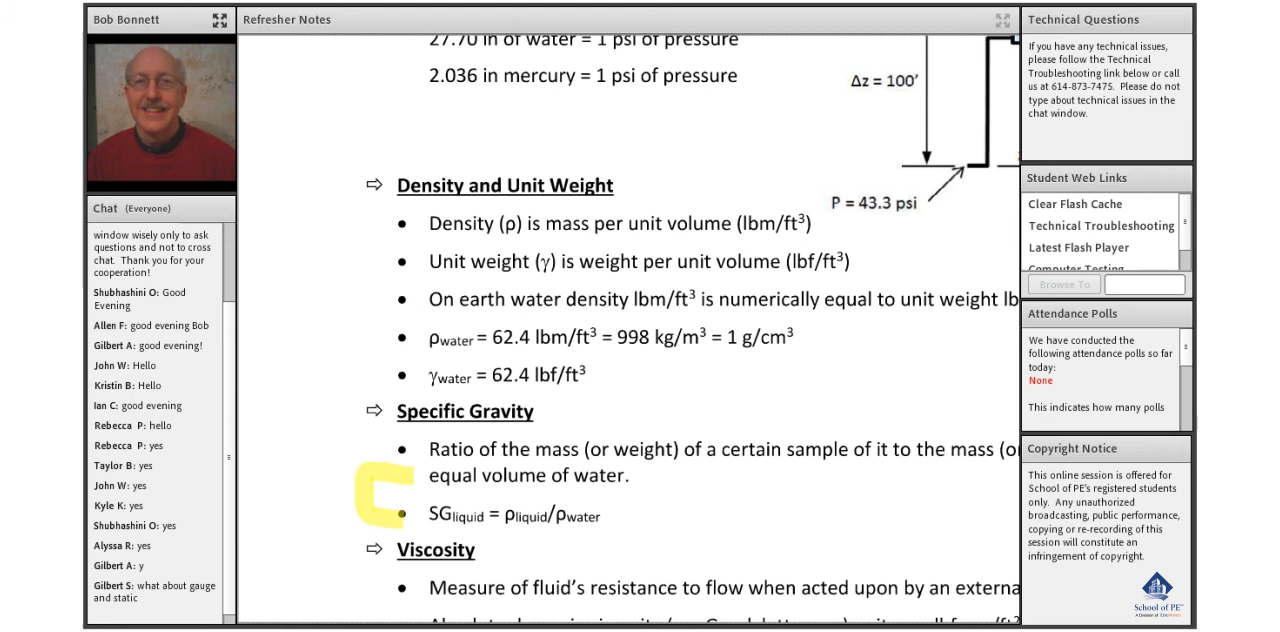 Bob Bonnett
Refresher Notes
27.70 in of water = 1 psi of pressure
2.036 in mercury = 1 psi of pressure
Δz = 100′
P = 43.3 psi
⇨ Density and Unit Weight
• Density (ρ) is mass per unit volume (lbm/ft³)
• Unit weight (γ) is weight per unit volume (lbf/ft³)
• On earth water density lbm/ft³ is numerically equal to unit weight lb
• ρwater = 62.4 lbm/ft³ = 998 kg/m³ = 1 g/cm³
• γwater = 62.4 lbf/ft³
⇨ Specific Gravity
• Ratio of the mass (or weight) of a certain sample of it to the mass (or
equal volume of water.
• SGliquid = ρliquid/ρwater
⇨ Viscosity
• Measure of fluid’s resistance to flow when acted upon by an externa
Chat (Everyone)
window wisely only to ask
questions and not to cross
chat. Thank you for your
cooperation!
Shubhashini O: Good
Evening
Allen F: good evening Bob
Gilbert A: good evening!
John W: Hello
Kristin B: Hello
Ian C: good evening
Rebecca P: hello
Rebecca P: yes
Taylor B: yes
John W: yes
Kyle K: yes
Shubhashini O: yes
Alyssa R: yes
Gilbert A: y
Gilbert S: what about gauge
and static
Technical Questions
If you have any technical issues,
please follow the Technical
Troubleshooting link below or call
us at 614-873-7475. Please do not
type about technical issues in the
chat window.
Student Web Links
Clear Flash Cache
Technical Troubleshooting
Latest Flash Player
Computer Testing
Browse To
Attendance Polls
We have conducted the
following attendance polls so far
today:
None
This indicates how many polls
Copyright Notice
This online session is offered for
School of PE's registered students
only. Any unauthorized
broadcasting, public performance,
copying or re-recording of this
session will constitute an
infringement of copyright.
School of PE™